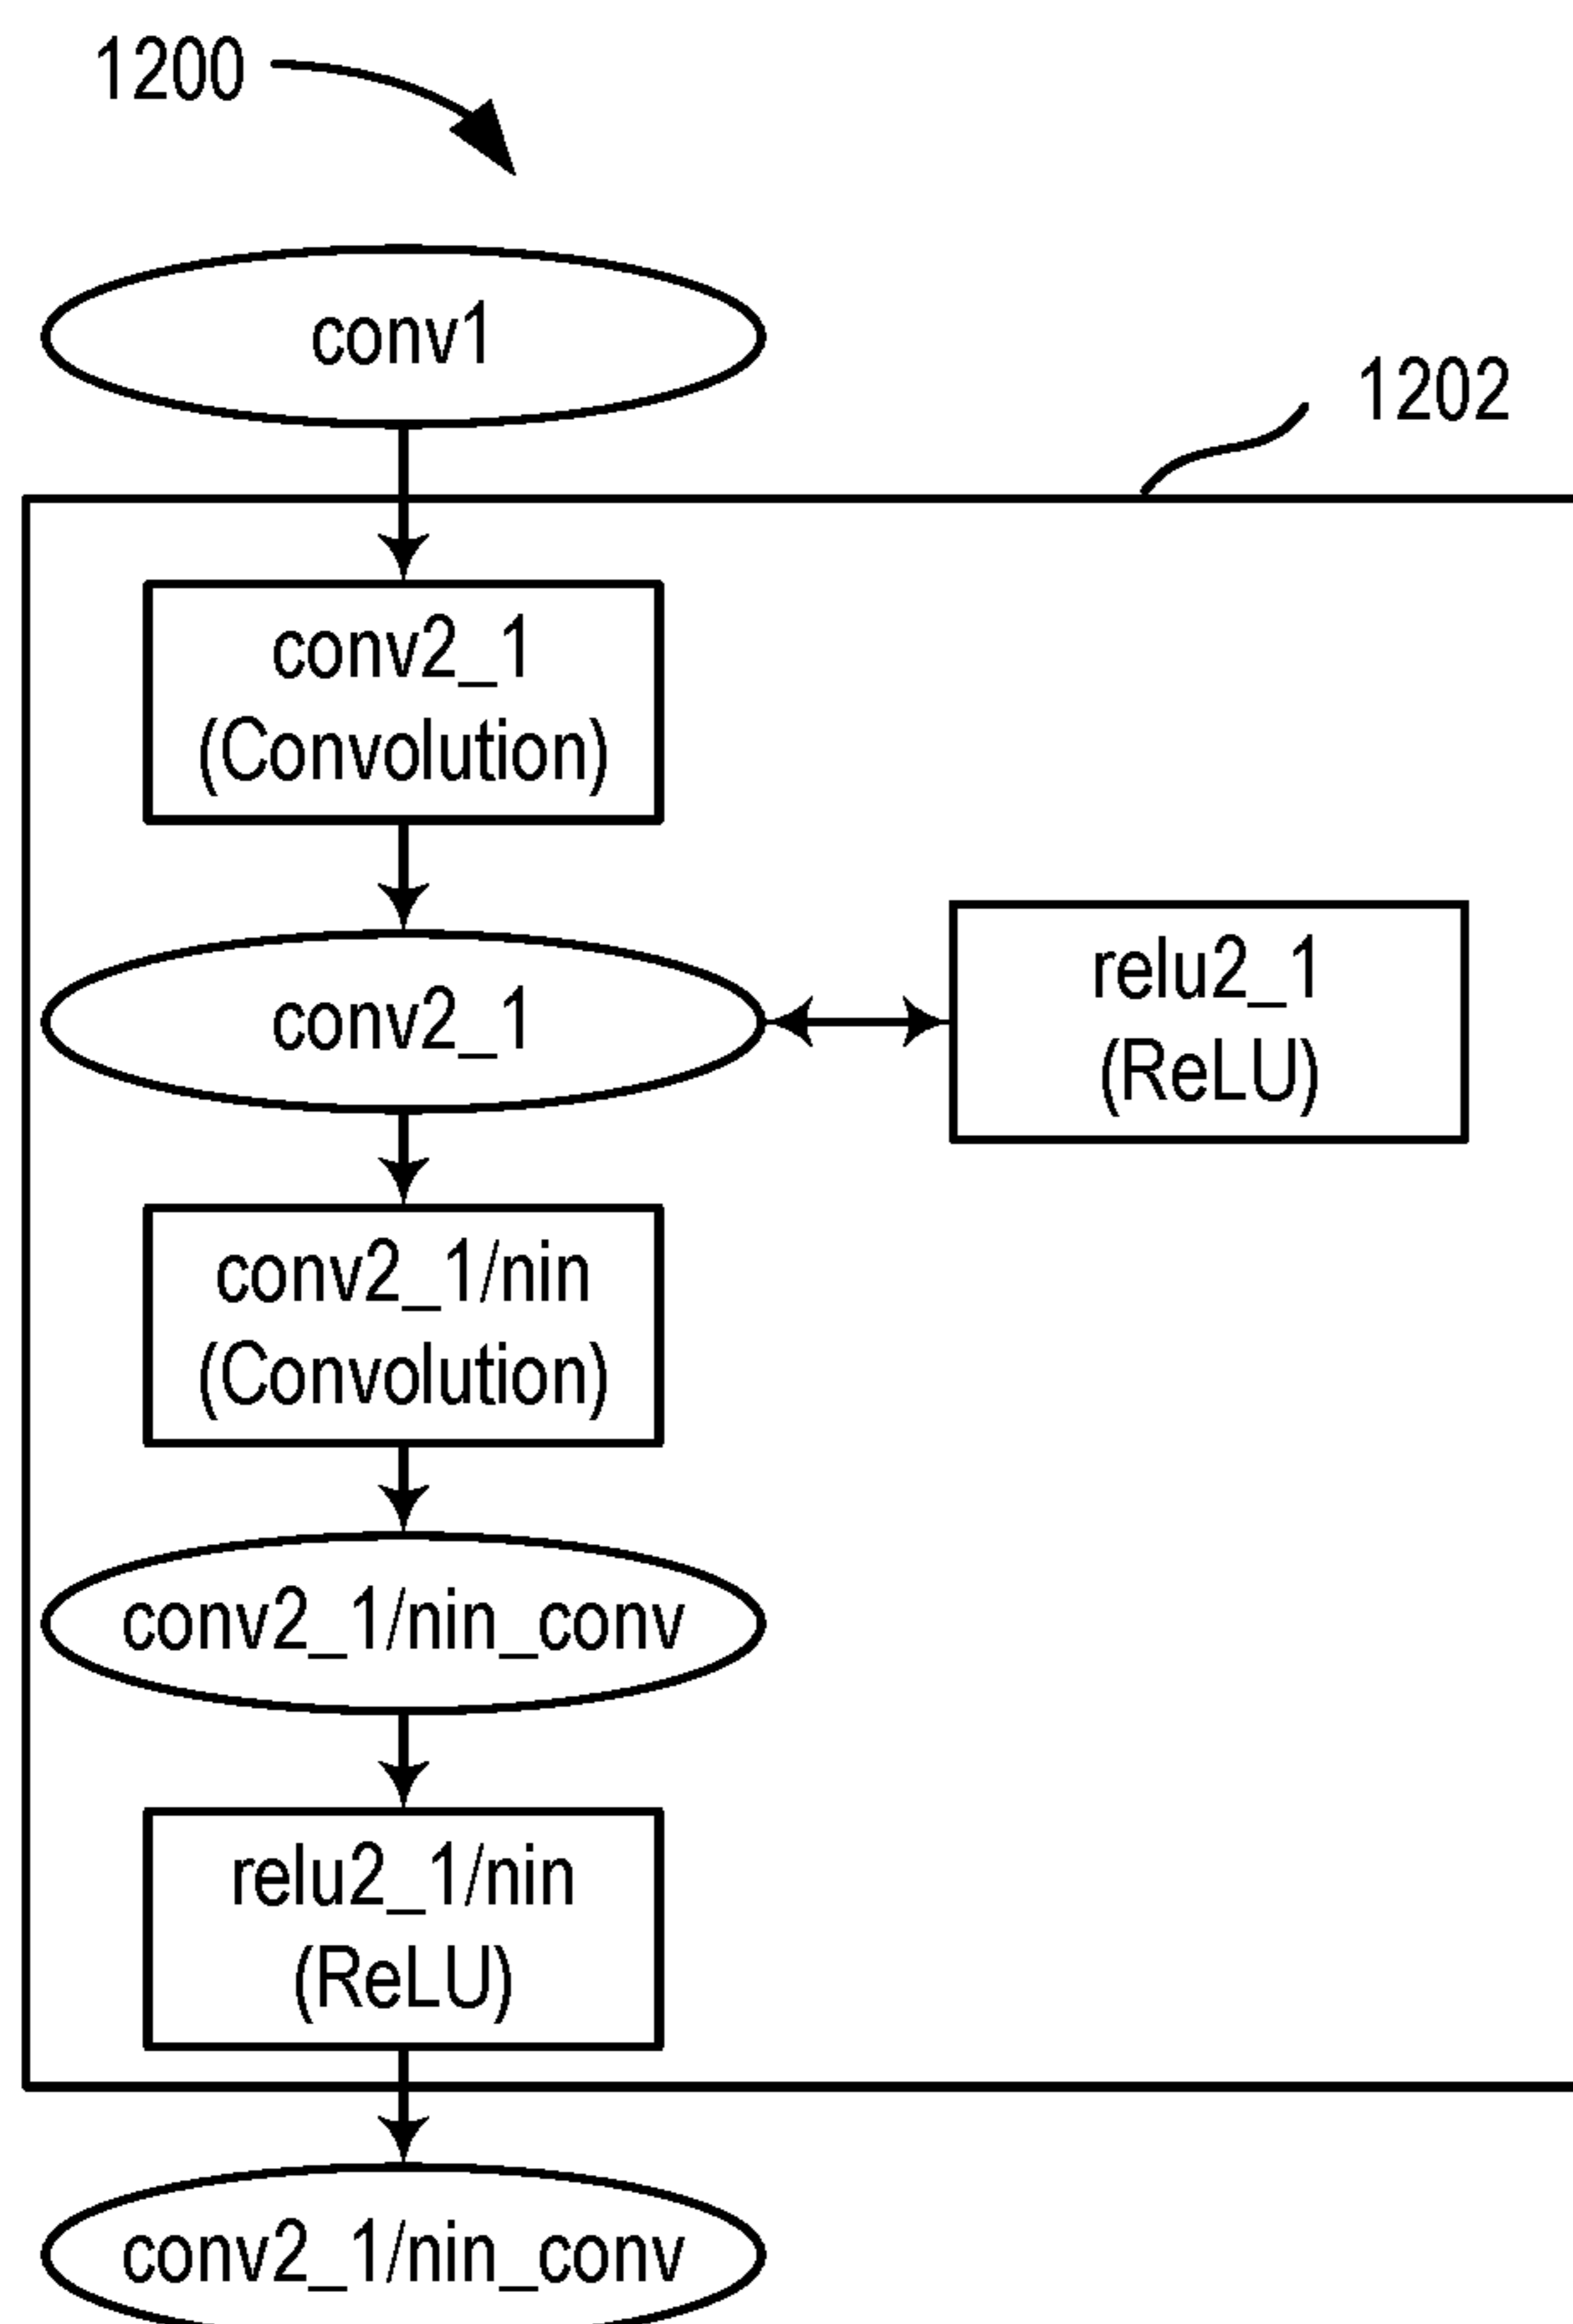 1200
conv1
1202
conv2_1
(Convolution)
conv2_1
relu2_1
(ReLU)
conv2_1/nin
(Convolution)
conv2_1/nin_conv
relu2_1/nin
(ReLU)
conv2_1/nin_conv